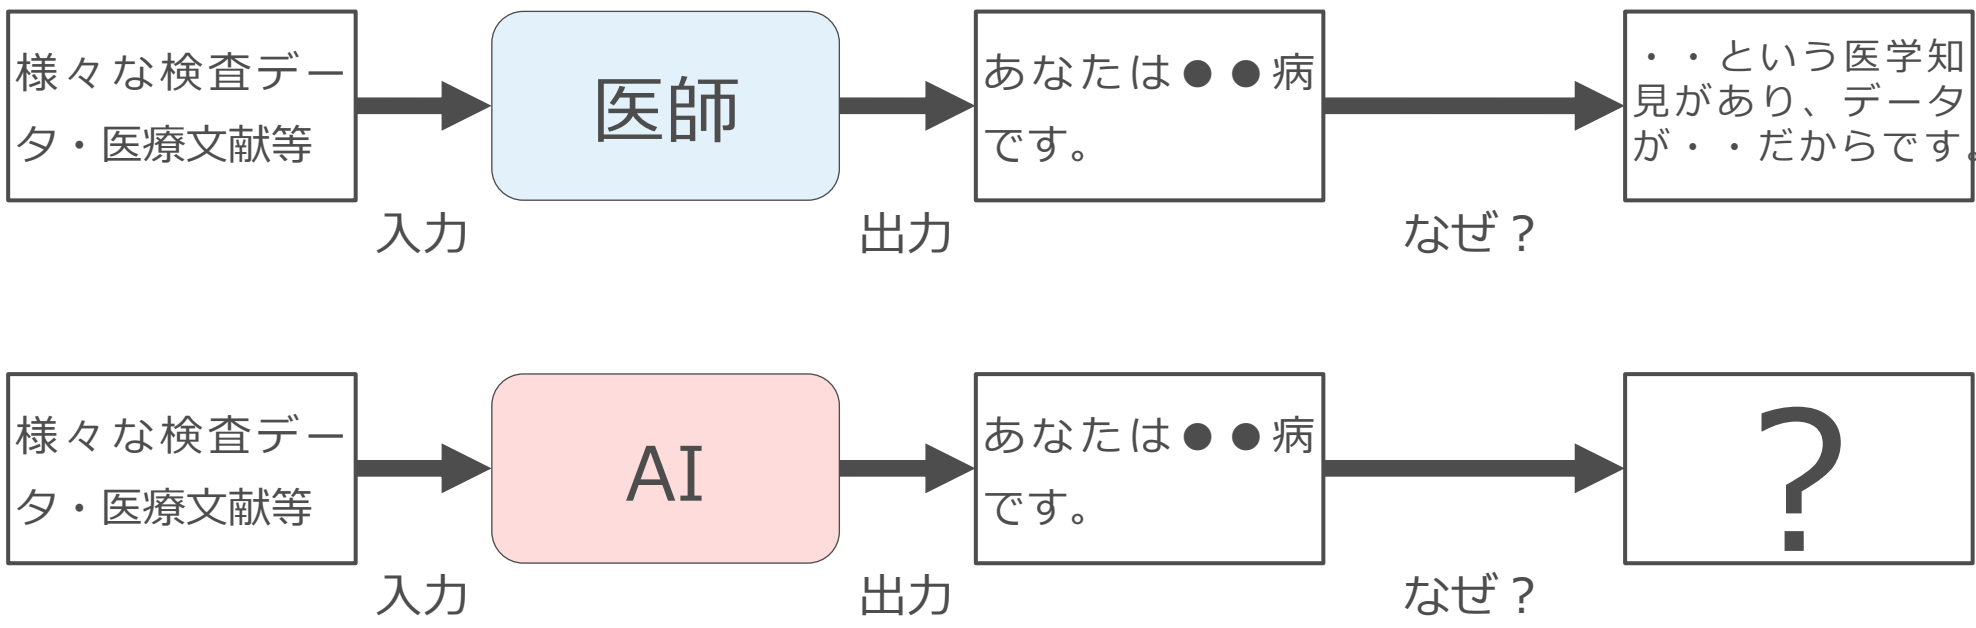 様々な検査デー
タ・医療文献等
医師
あなたは●●病
です。
・・という医学知
見があり、データ
が・・だからです。
入力
出力
なぜ？
様々な検査デー
タ・医療文献等
AI
あなたは●●病
です。
？
入力
出力
なぜ？